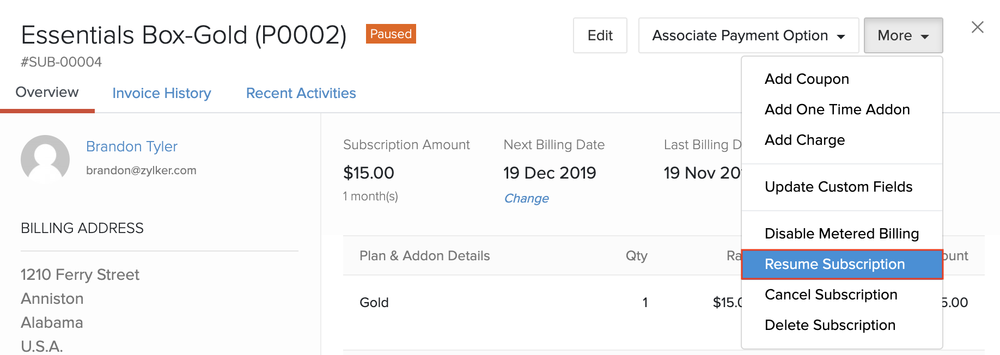 Essentials Box-Gold (P0002) Paused
#SUB-00004
Edit
Associate Payment Option
More
Overview
Invoice History
Recent Activities
Brandon Tyler
brandon@zylker.com
BILLING ADDRESS
1210 Ferry Street
Anniston
Alabama
U.S.A.
Subscription Amount
$15.00
1 month(s)
Next Billing Date
19 Dec 2019
Change
Last Billing D
19 Nov 20
Plan & Addon Details Qty Ra ount
Gold 1 $15.0 5.00
Add Coupon
Add One Time Addon
Add Charge
Update Custom Fields
Disable Metered Billing
Resume Subscription
Cancel Subscription
Delete Subscription